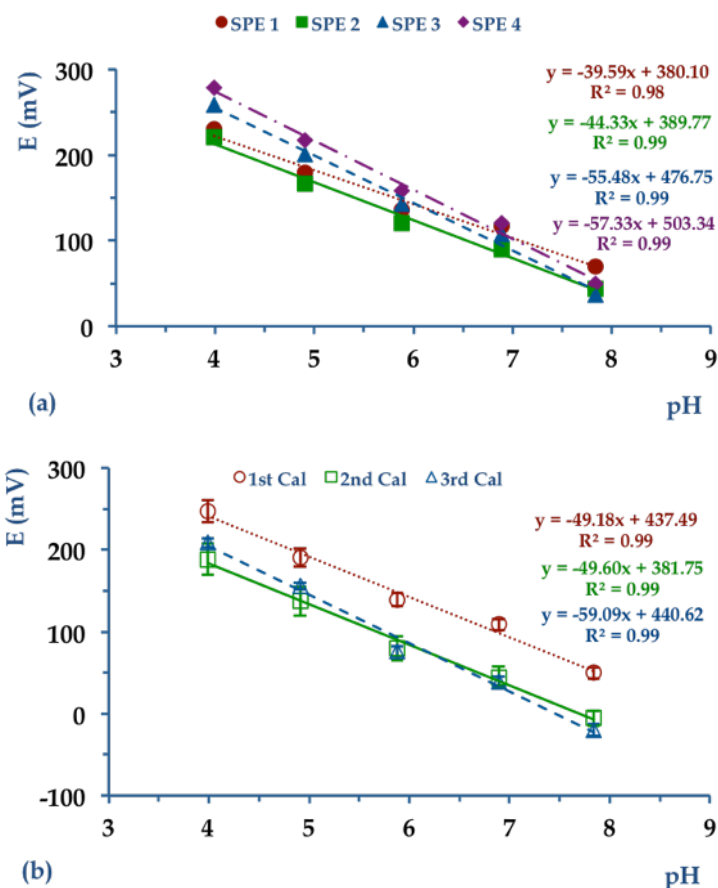 SPE 1 SPE 2 SPE 3 SPE 4
E (mV)
300
200
100
0
y = -39.59x + 380.10
R² = 0.98
y = -44.33x + 389.77
R² = 0.99
y = -55.48x + 476.75
R² = 0.99
y = -57.33x + 503.34
R² = 0.99
3 4 5 6 7 8 9
(a)
pH
E (mV)
300
200
100
0
-100
1st Cal 2nd Cal 3rd Cal
y = -49.18x + 437.49
R² = 0.99
y = -49.60x + 381.75
R² = 0.99
y = -59.09x + 440.62
R² = 0.99
3 4 5 6 7 8 9
(b)
pH